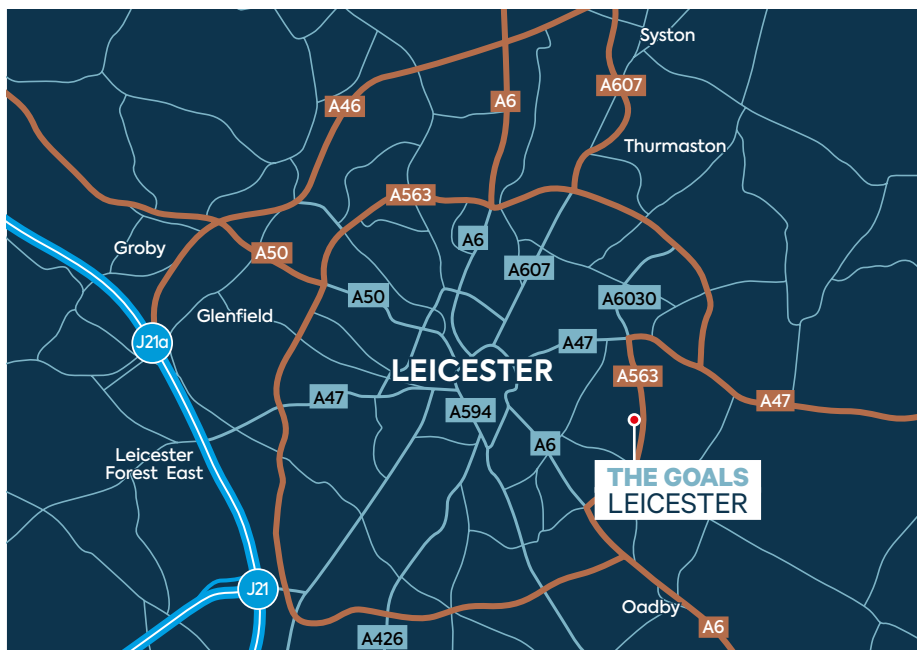 Syston
A607
A46
A6
Thurmaston
A563
A6
Groby
A50
A607
A50
A6030
Glenfield
J21a
A47
LEICESTER
A563
A47
A47
A594
A6
Leicester
Forest East
THE GOALS
LEICESTER
J21
Oadby
A6
A426